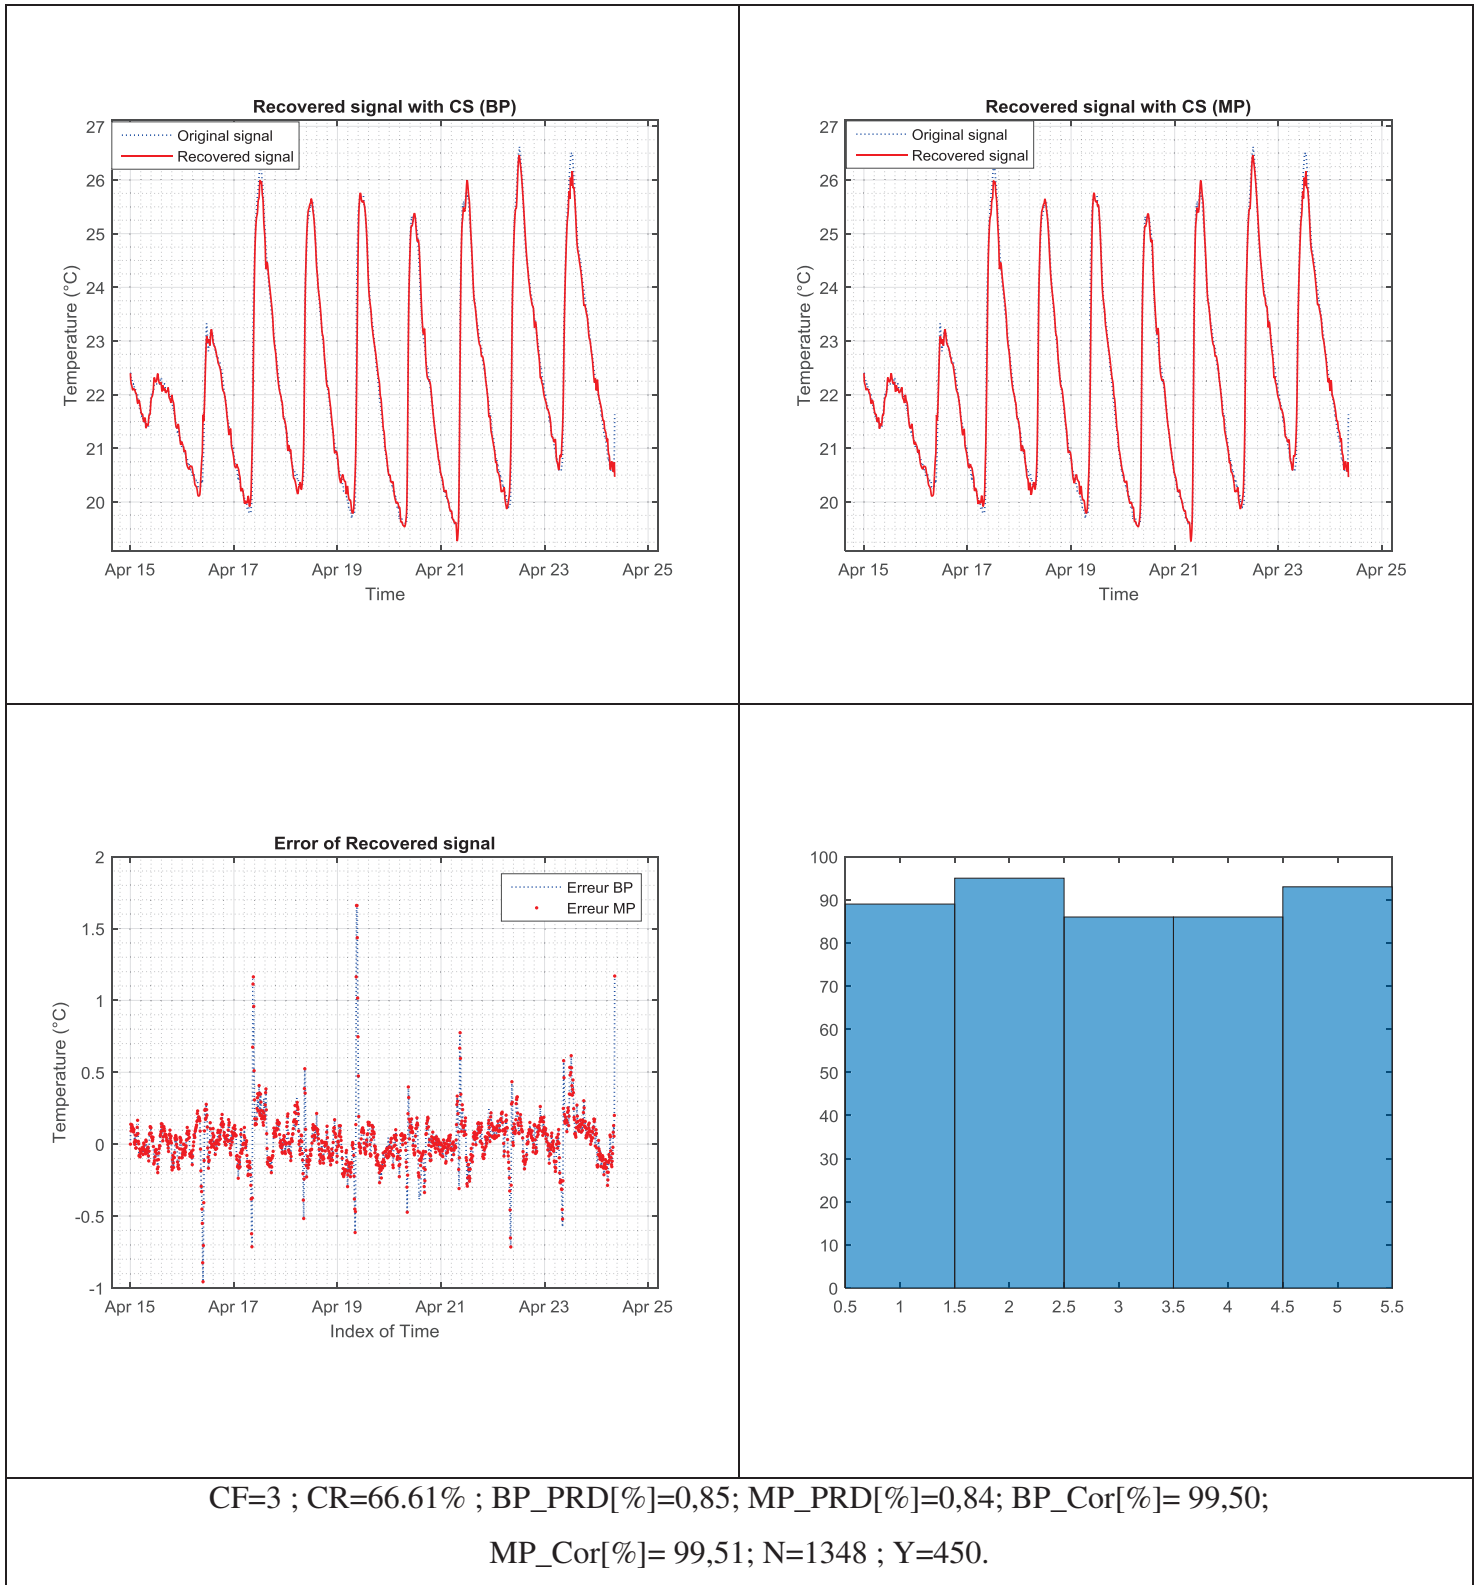 Recovered signal with CS (BP)
Original signal
Recovered signal
27
26
25
24
23
22
21
20
Temperature (°C)
Apr 15 Apr 17 Apr 19 Apr 21 Apr 23 Apr 25
Time
Recovered signal with CS (MP)
Original signal
Recovered signal
27
26
25
24
23
22
21
20
Temperature (°C)
Apr 15 Apr 17 Apr 19 Apr 21 Apr 23 Apr 25
Time
Error of Recovered signal
Erreur BP
Erreur MP
2
1.5
1
0.5
0
-0.5
-1
Temperature (°C)
Apr 15 Apr 17 Apr 19 Apr 21 Apr 23 Apr 25
Index of Time
100
90
80
70
60
50
40
30
20
10
0
0.5 1 1.5 2 2.5 3 3.5 4 4.5 5 5.5
CF=3 ; CR=66.61% ; BP_PRD[%]=0,85; MP_PRD[%]=0,84; BP_Cor[%]= 99,50;
MP_Cor[%]= 99,51; N=1348 ; Y=450.